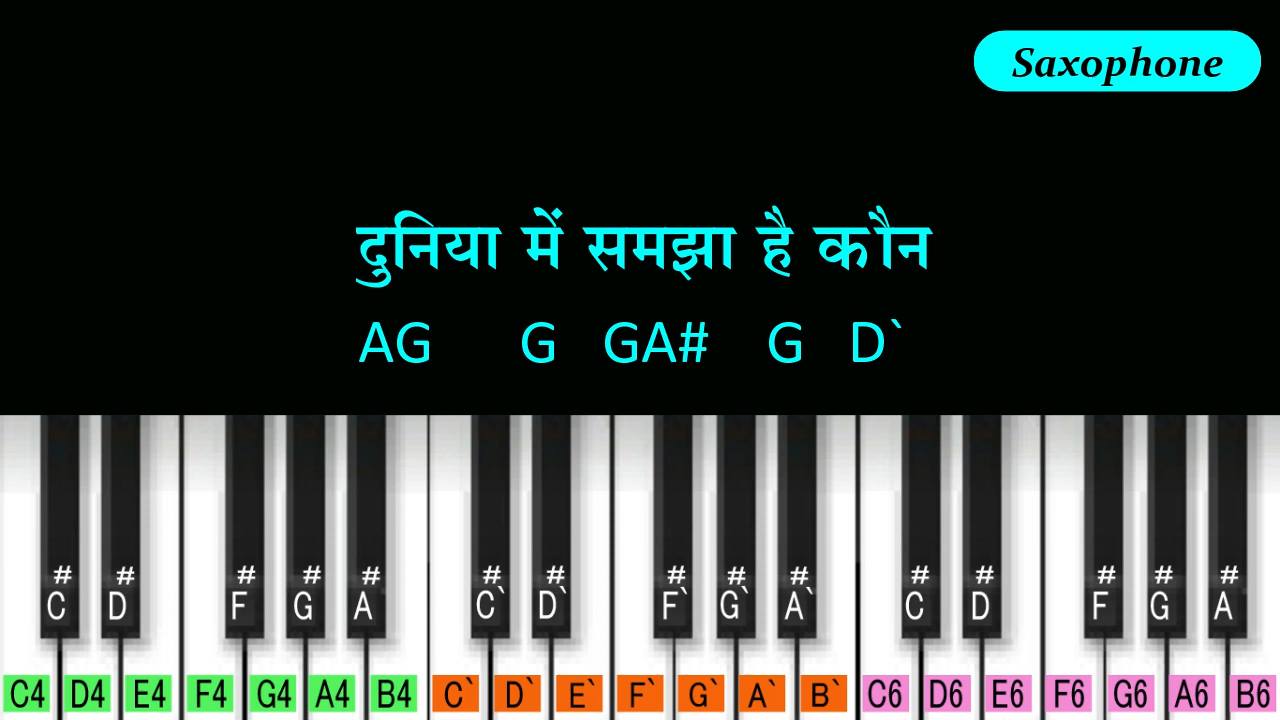 Saxophone
दुनिया में समझा है कौन
AG G GA# G D`
# # # # # # # # # # # # # # #
C D F G A C` D` F` G` A` C D F G A
C4 D4 E4 F4 G4 A4 B4 C` D` E` F` G` A` B` C6 D6 E6 F6 G6 A6 B6